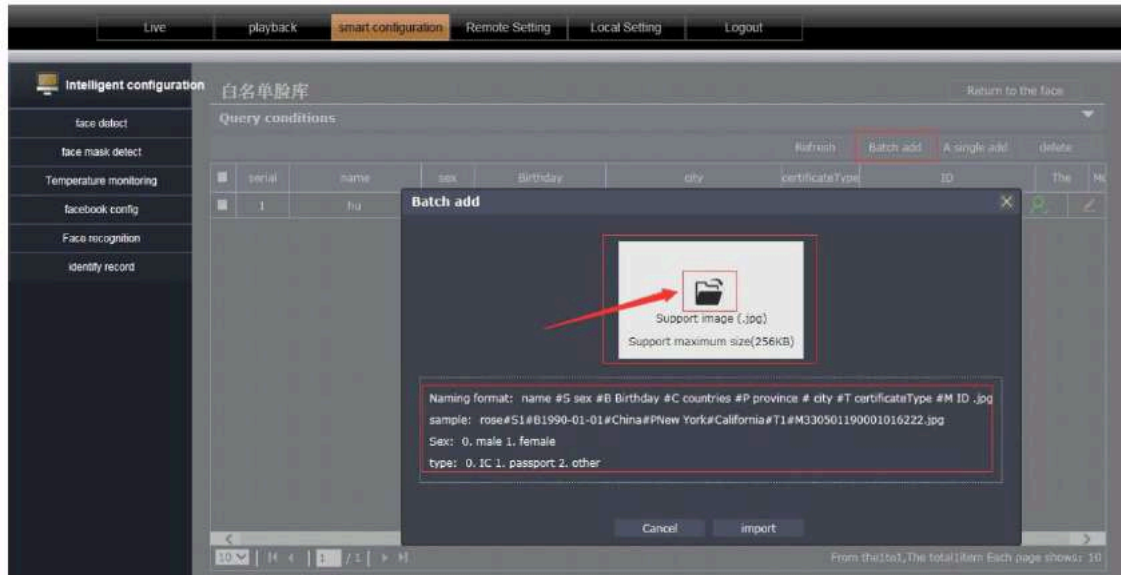 Live playback smart configuration Remote Setting Local Setting Logout
Intelligent configuration
face datect
face mask detect
Temperature monitoring
facebook config
Face recognition
identify record
白名单脸库
Return to the face
Query conditions
Refresh Batch add A single add delete
serial name sex Birthday city certificateType ID The
1 hu
Batch add
Support image (.jpg)
Support maximum size(256KB)
Naming format: name #S sex #B Birthday #C countries #P province # city #T certificateType #M ID .jpg
sample: rose#S1#B1990-01-01#China#PNew York#California#T1#M330501190001016222.jpg
Sex: 0. male 1. female
type: 0. IC 1. passport 2. other
Cancel import
10 1 / 1
From the1to1,The total1item Each page shows: 10